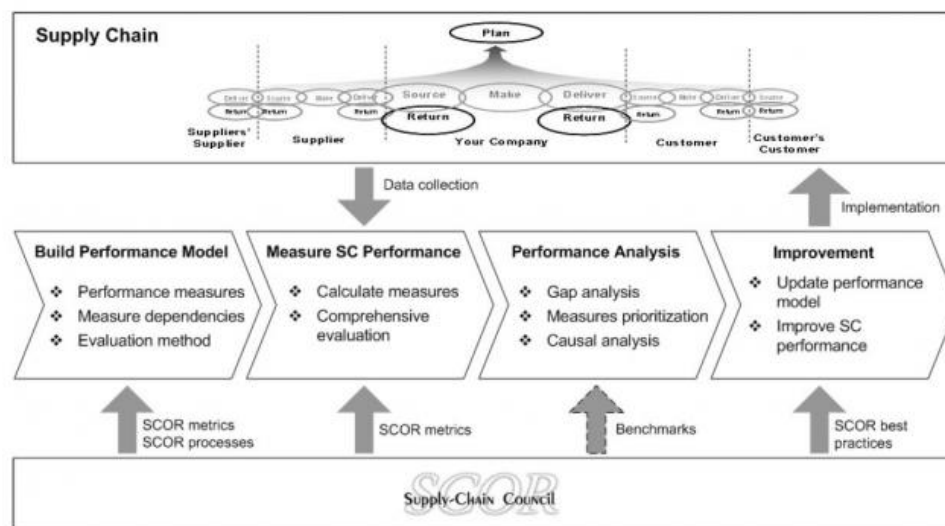 Supply Chain
Plan
Deliver Source Make Deliver Source Make Deliver Source Make Deliver Source
Return Return Return Return Return Return Return Return
Suppliers' Supplier Your Company Customer Customer's
Supplier Customer
Data collection
Implementation
Build Performance Model
❖ Performance measures
❖ Measure dependencies
❖ Evaluation method
Measure SC Performance
❖ Calculate measures
❖ Comprehensive
evaluation
Performance Analysis
❖ Gap analysis
❖ Measures prioritization
❖ Causal analysis
Improvement
❖ Update performance
model
❖ Improve SC
performance
SCOR metrics
SCOR processes
SCOR metrics
Benchmarks
SCOR best
practices
SCOR
Supply-Chain Council